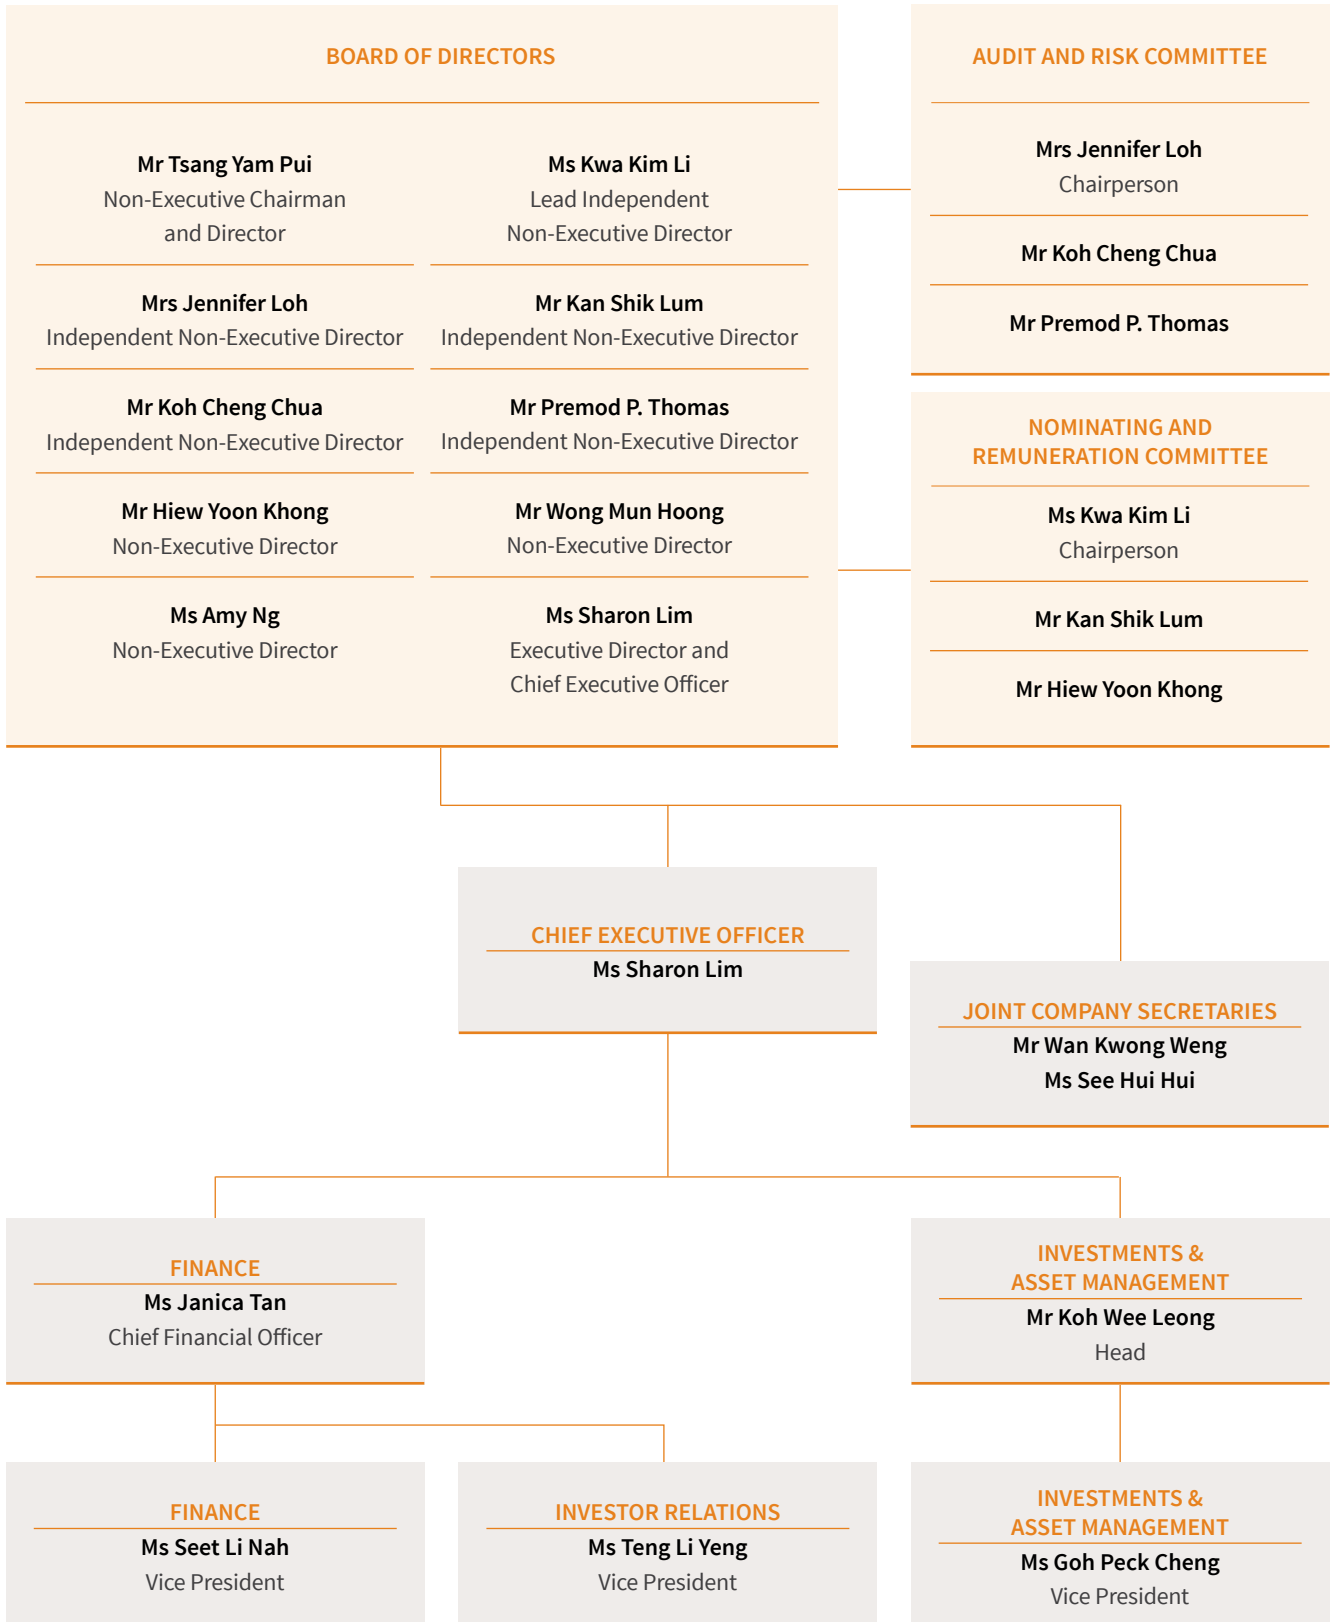 BOARD OF DIRECTORS
Mr Tsang Yam Pui
Non-Executive Chairman
and Director
Ms Kwa Kim Li
Lead Independent
Non-Executive Director
Mrs Jennifer Loh
Independent Non-Executive Director
Mr Kan Shik Lum
Independent Non-Executive Director
Mr Koh Cheng Chua
Independent Non-Executive Director
Mr Premod P. Thomas
Independent Non-Executive Director
Mr Hiew Yoon Khong
Non-Executive Director
Mr Wong Mun Hoong
Non-Executive Director
Ms Amy Ng
Non-Executive Director
Ms Sharon Lim
Executive Director and
Chief Executive Officer
AUDIT AND RISK COMMITTEE
Mrs Jennifer Loh
Chairperson
Mr Koh Cheng Chua
Mr Premod P. Thomas
NOMINATING AND
REMUNERATION COMMITTEE
Ms Kwa Kim Li
Chairperson
Mr Kan Shik Lum
Mr Hiew Yoon Khong
CHIEF EXECUTIVE OFFICER
Ms Sharon Lim
JOINT COMPANY SECRETARIES
Mr Wan Kwong Weng
Ms See Hui Hui
FINANCE
Ms Janica Tan
Chief Financial Officer
INVESTMENTS &
ASSET MANAGEMENT
Mr Koh Wee Leong
Head
FINANCE
Ms Seet Li Nah
Vice President
INVESTOR RELATIONS
Ms Teng Li Yeng
Vice President
INVESTMENTS &
ASSET MANAGEMENT
Ms Goh Peck Cheng
Vice President